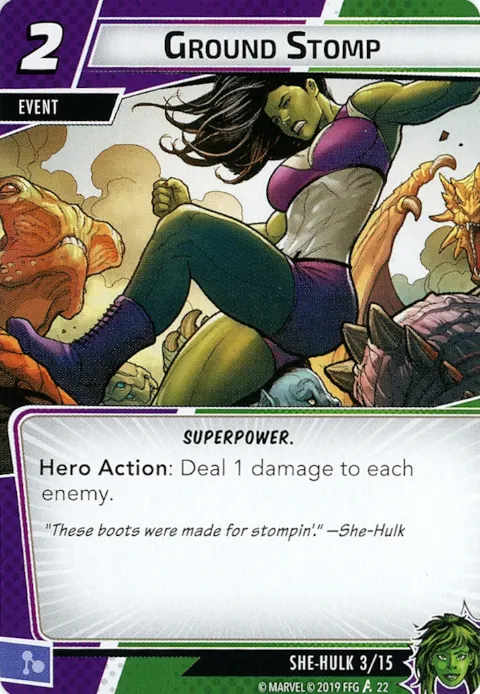 2
GROUND STOMP
EVENT
SUPERPOWER.
Hero Action: Deal 1 damage to each
enemy.
"These boots were made for stompin'." —She-Hulk
SHE-HULK 3/15
© MARVEL © 2019 FFG 22